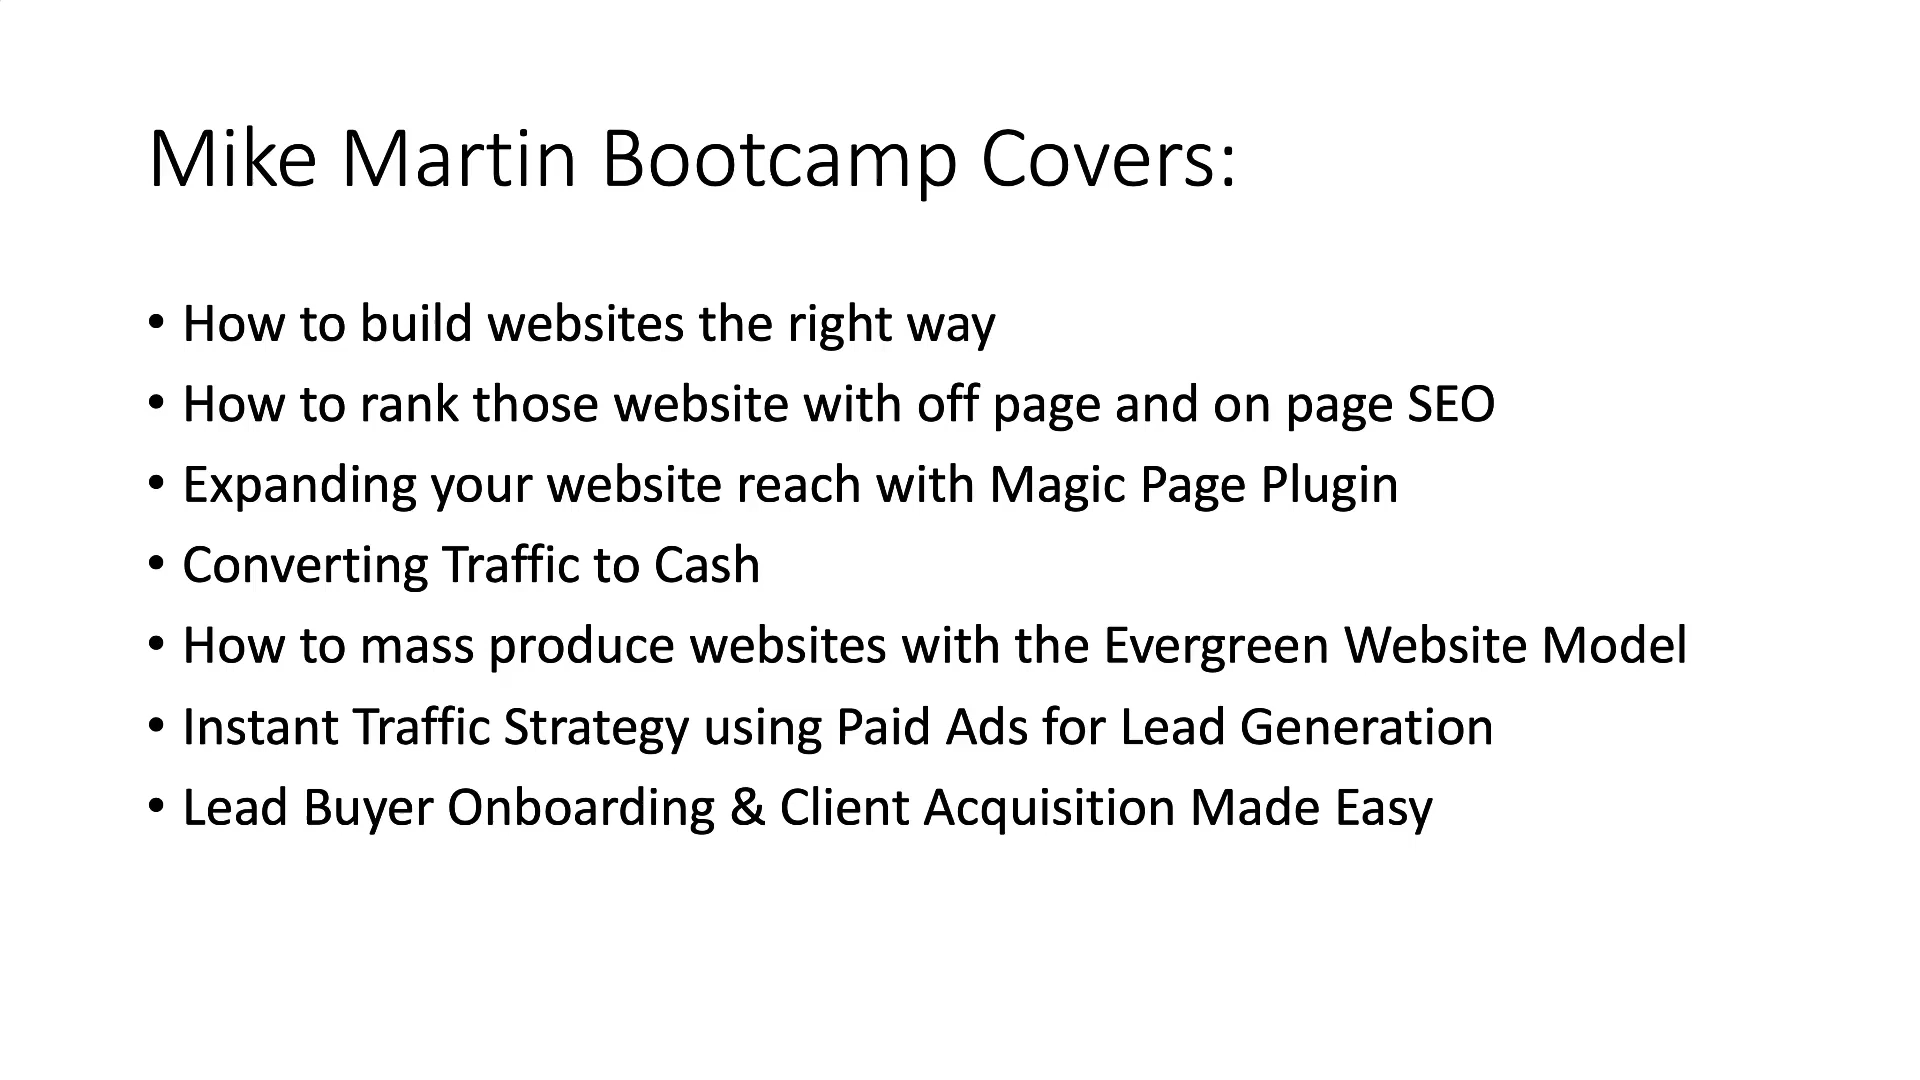 Mike Martin Bootcamp Covers:
• How to build websites the right way
• How to rank those website with off page and on page SEO
• Expanding your website reach with Magic Page Plugin
• Converting Traffic to Cash
• How to mass produce websites with the Evergreen Website Model
• Instant Traffic Strategy using Paid Ads for Lead Generation
• Lead Buyer Onboarding & Client Acquisition Made Easy